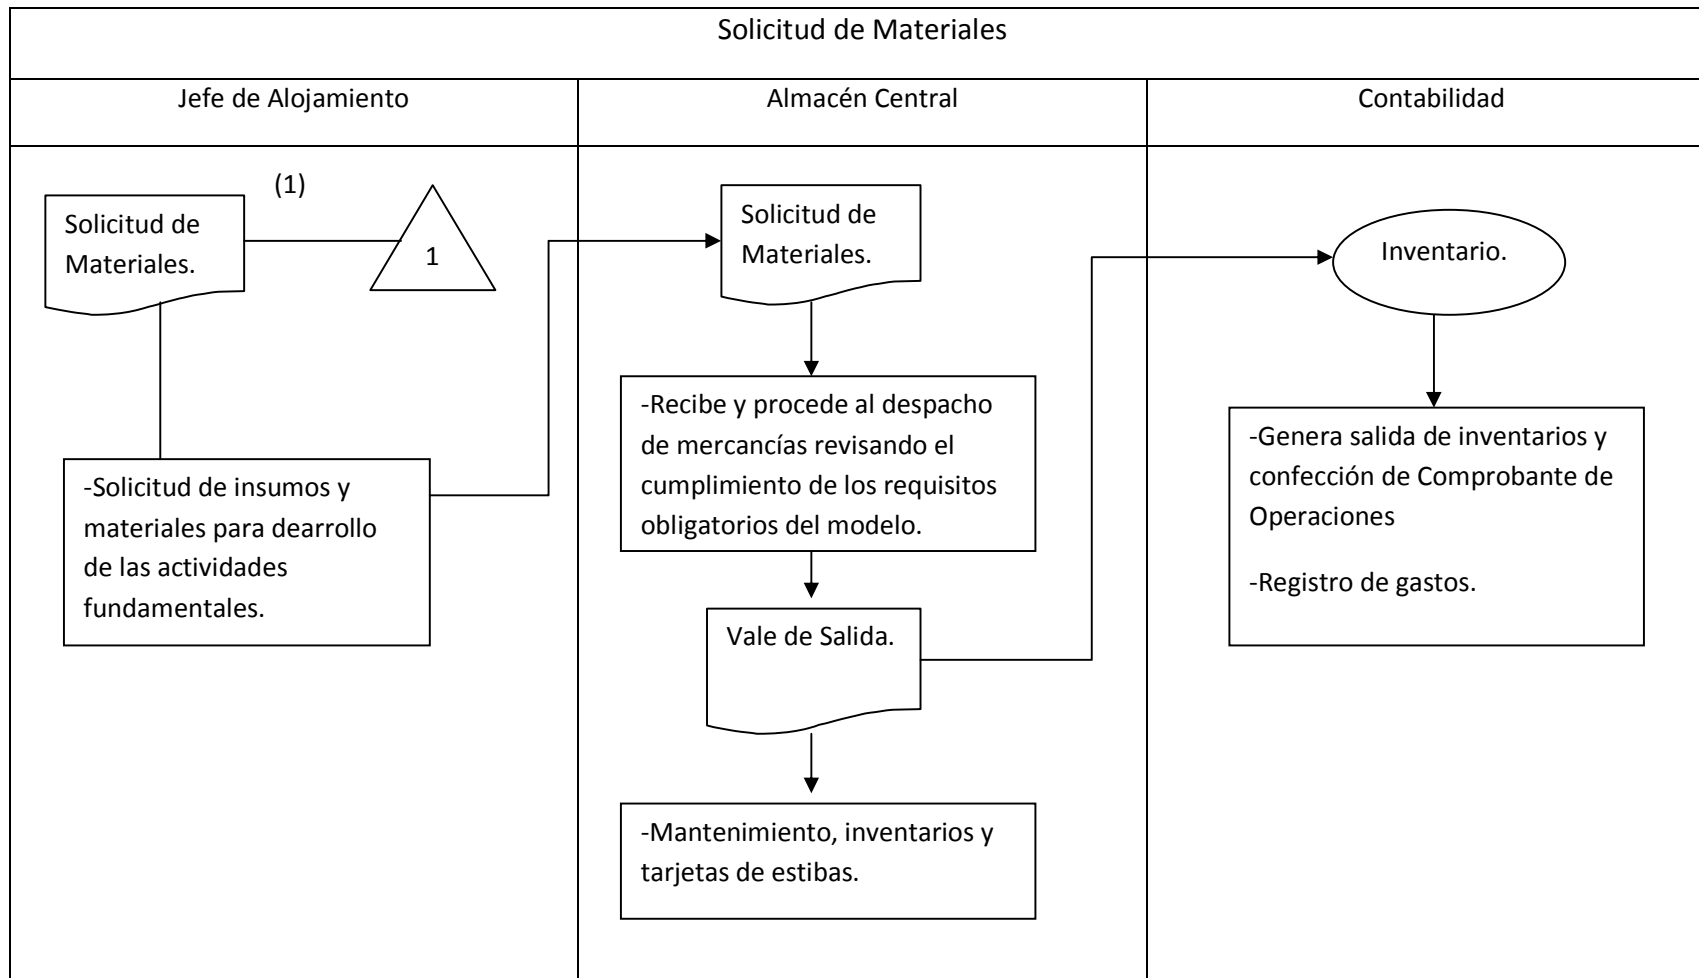 Solicitud de Materiales
Jefe de Alojamiento
Almacén Central
Contabilidad
(1)
Solicitud de
Materiales.
1
-Solicitud de insumos y
materiales para dearrollo
de las actividades
fundamentales.
Solicitud de
Materiales.
-Recibe y procede al despacho
de mercancías revisando el
cumplimiento de los requisitos
obligatorios del modelo.
Vale de Salida.
-Mantenimiento, inventarios y
tarjetas de estibas.
Inventario.
-Genera salida de inventarios y
confección de Comprobante de
Operaciones
-Registro de gastos.